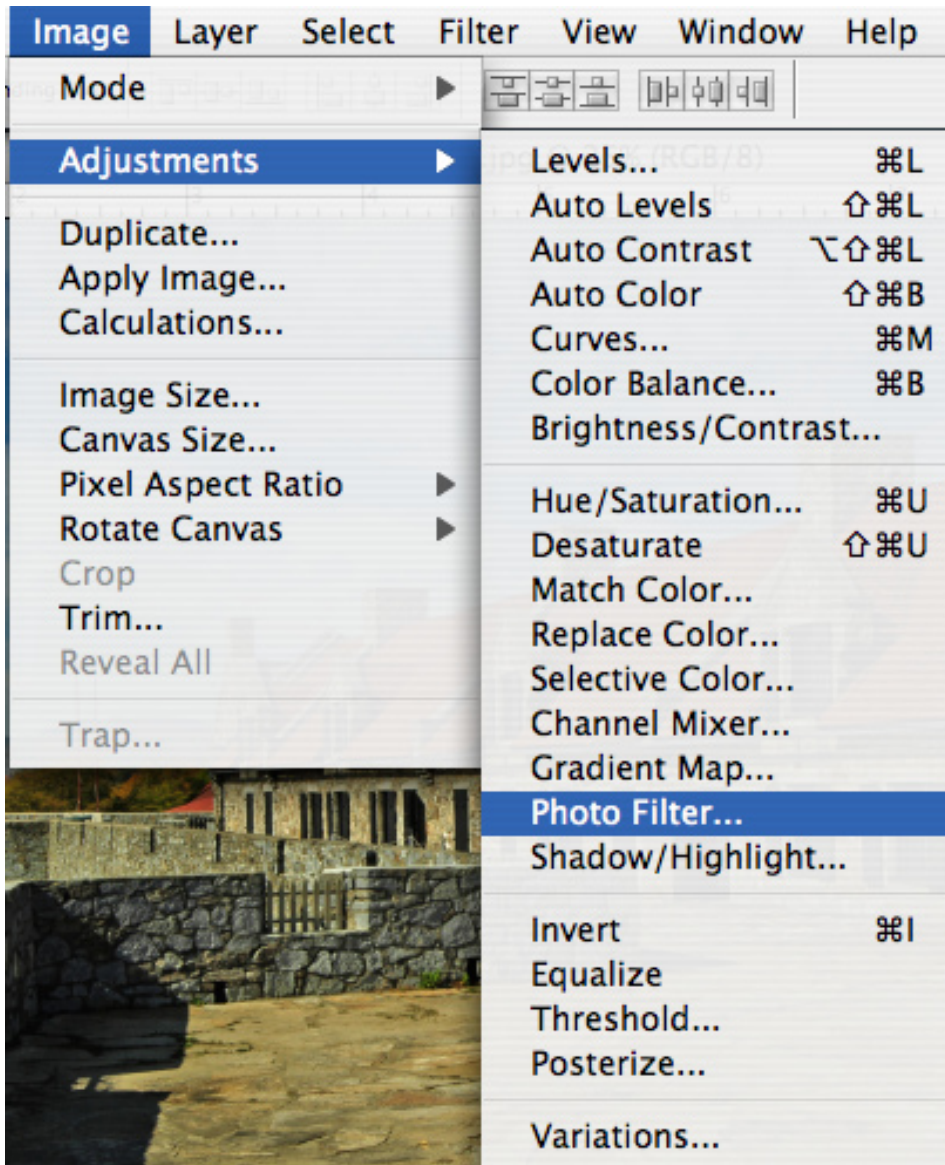 Image Layer Select Filter View Window Help
Mode
Adjustments
Duplicate...
Apply Image...
Calculations...
Image Size...
Canvas Size...
Pixel Aspect Ratio
Rotate Canvas
Crop
Trim...
Reveal All
Trap...
Levels... ⌘L
Auto Levels ⇧⌘L
Auto Contrast ⌥⇧⌘L
Auto Color ⇧⌘B
Curves... ⌘M
Color Balance... ⌘B
Brightness/Contrast...
Hue/Saturation... ⌘U
Desaturate ⇧⌘U
Match Color...
Replace Color...
Selective Color...
Channel Mixer...
Gradient Map...
Photo Filter...
Shadow/Highlight...
Invert ⌘I
Equalize
Threshold...
Posterize...
Variations...